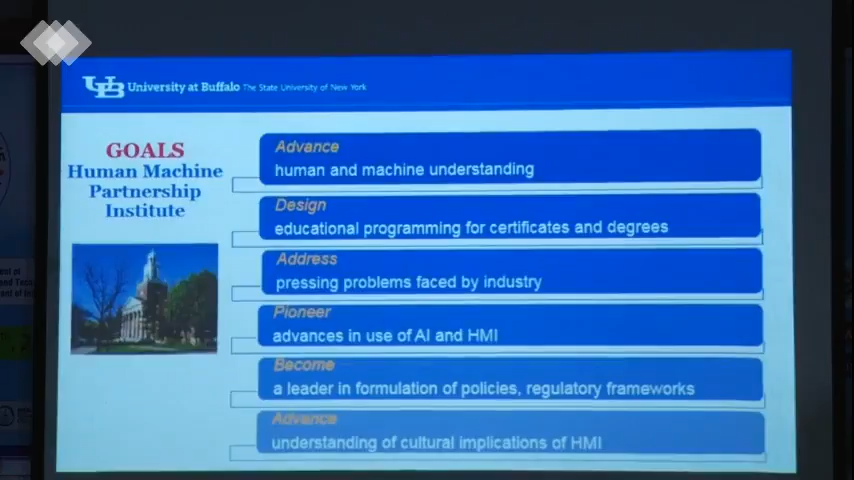 UB University at Buffalo The State University of New York
GOALS
Human Machine
Partnership
Institute
Advance
human and machine understanding
Design
educational programming for certificates and degrees
Address
pressing problems faced by industry
Pioneer
advances in use of AI and HMI
Become
a leader in formulation of policies, regulatory frameworks
Advance
understanding of cultural implications of HMI